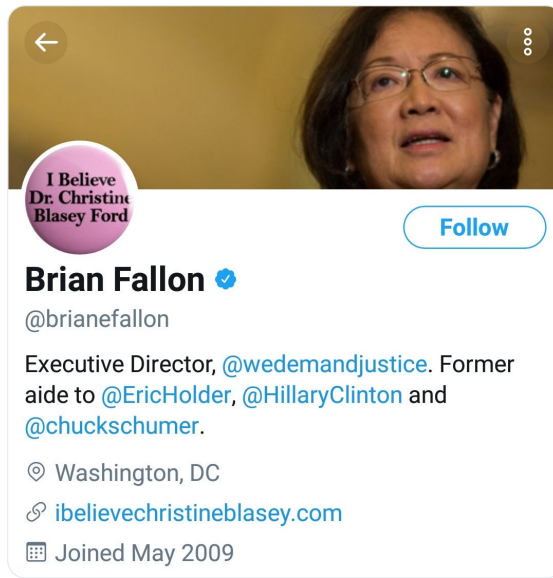 I Believe
Dr. Christine
Blasey Ford
Follow
Brian Fallon
@brianefallon
Executive Director, @wedemandjustice. Former
aide to @EricHolder, @HillaryClinton and
@chuckschumer.
Washington, DC
ibelievechristineblasey.com
Joined May 2009